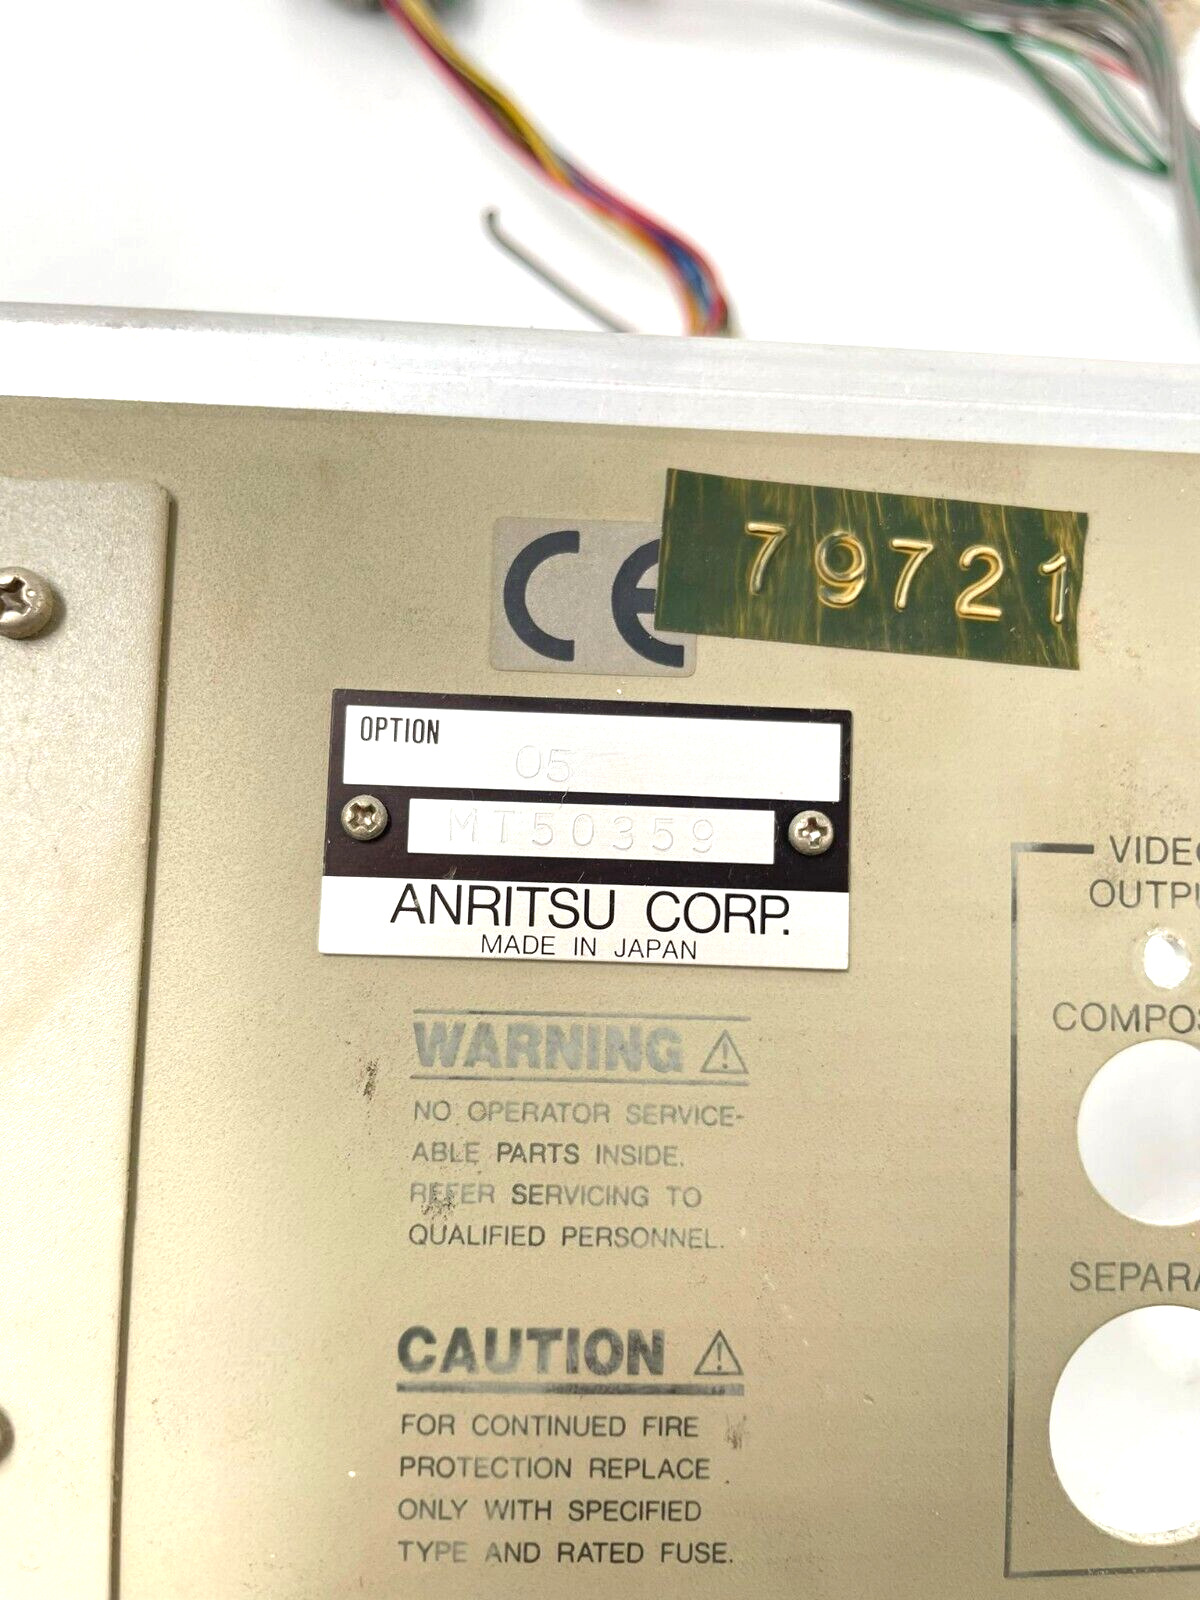 CE
79721
OPTION
05
MT50359
ANRITSU CORP.
MADE IN JAPAN
WARNING
NO OPERATOR SERVICE-
ABLE PARTS INSIDE.
REFER SERVICING TO
QUALIFIED PERSONNEL.
CAUTION
FOR CONTINUED FIRE
PROTECTION REPLACE
ONLY WITH SPECIFIED
TYPE AND RATED FUSE.